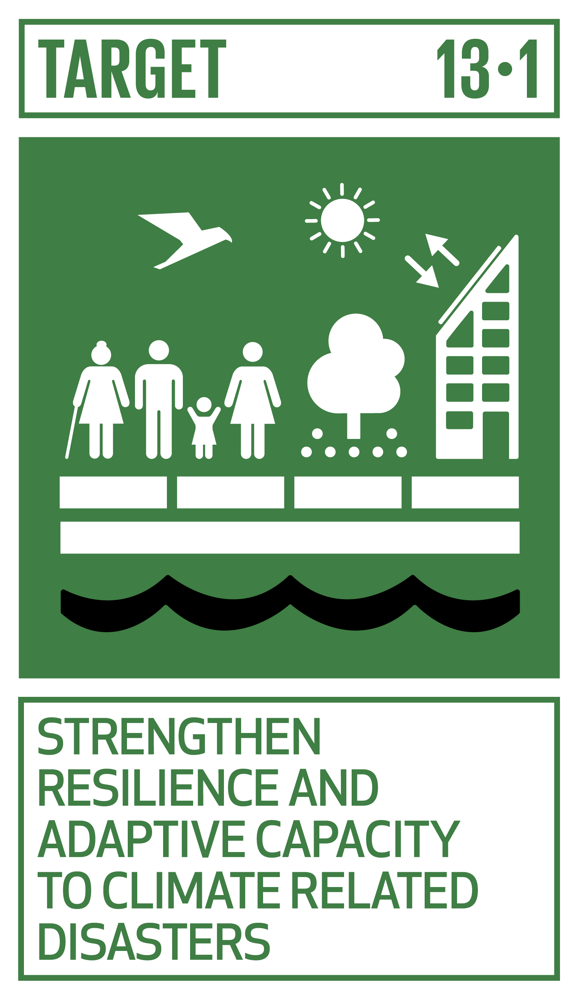 TARGET 13•1
STRENGTHEN
RESILIENCE AND
ADAPTIVE CAPACITY
TO CLIMATE RELATED
DISASTERS